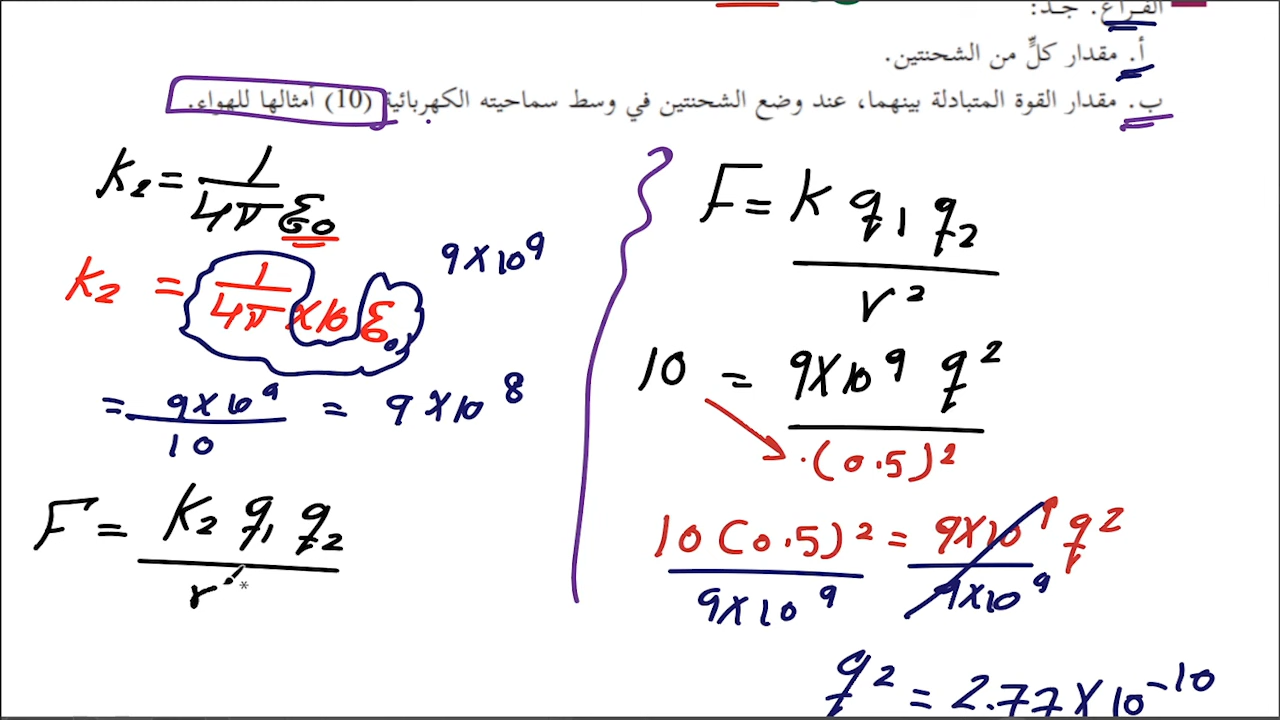 الفراغ. جد:
أ. مقدار كلٍّ من الشحنتين.
ب. مقدار القوة المتبادلة بينهما، عند وضع الشحنتين في وسط سماحيته الكهربائية (10) أمثالها للهواء.
F = K q₁ q₂ / r²
10 = 9×10⁹ q² / (0.5)²
10(0.5)² / 9×10⁹ = 9×10⁹ q² / 9×10⁹
q² = 2.77×10⁻¹⁰
K₂ = 1 / 4π ε₀
9×10⁹
K₂ = 1 / 4π ×10 ε₀
= 9×10⁹ / 10 = 9×10⁸
F = K₂ q₁ q₂ / r²